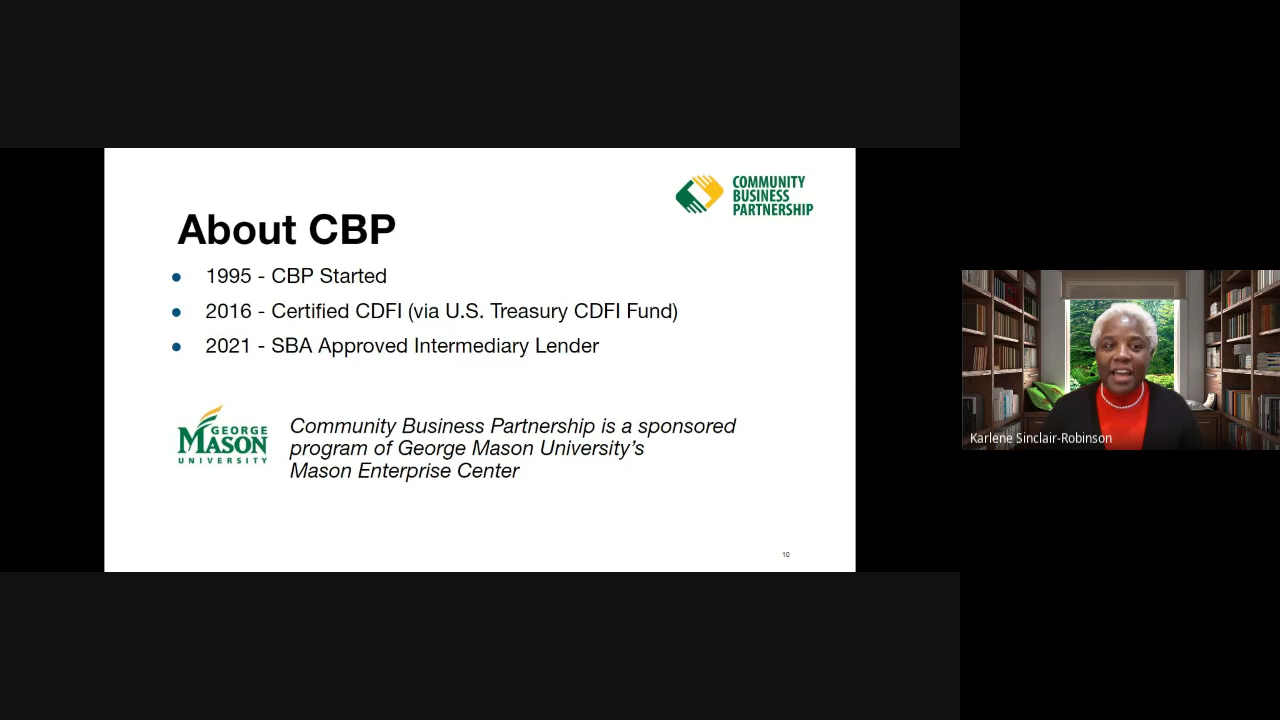 COMMUNITY
BUSINESS
PARTNERSHIP
About CBP
1995 - CBP Started
2016 - Certified CDFI (via U.S. Treasury CDFI Fund)
2021 - SBA Approved Intermediary Lender
GEORGE
MASON
UNIVERSITY
Community Business Partnership is a sponsored
program of George Mason University's
Mason Enterprise Center
10
Karlene Sinclair-Robinson